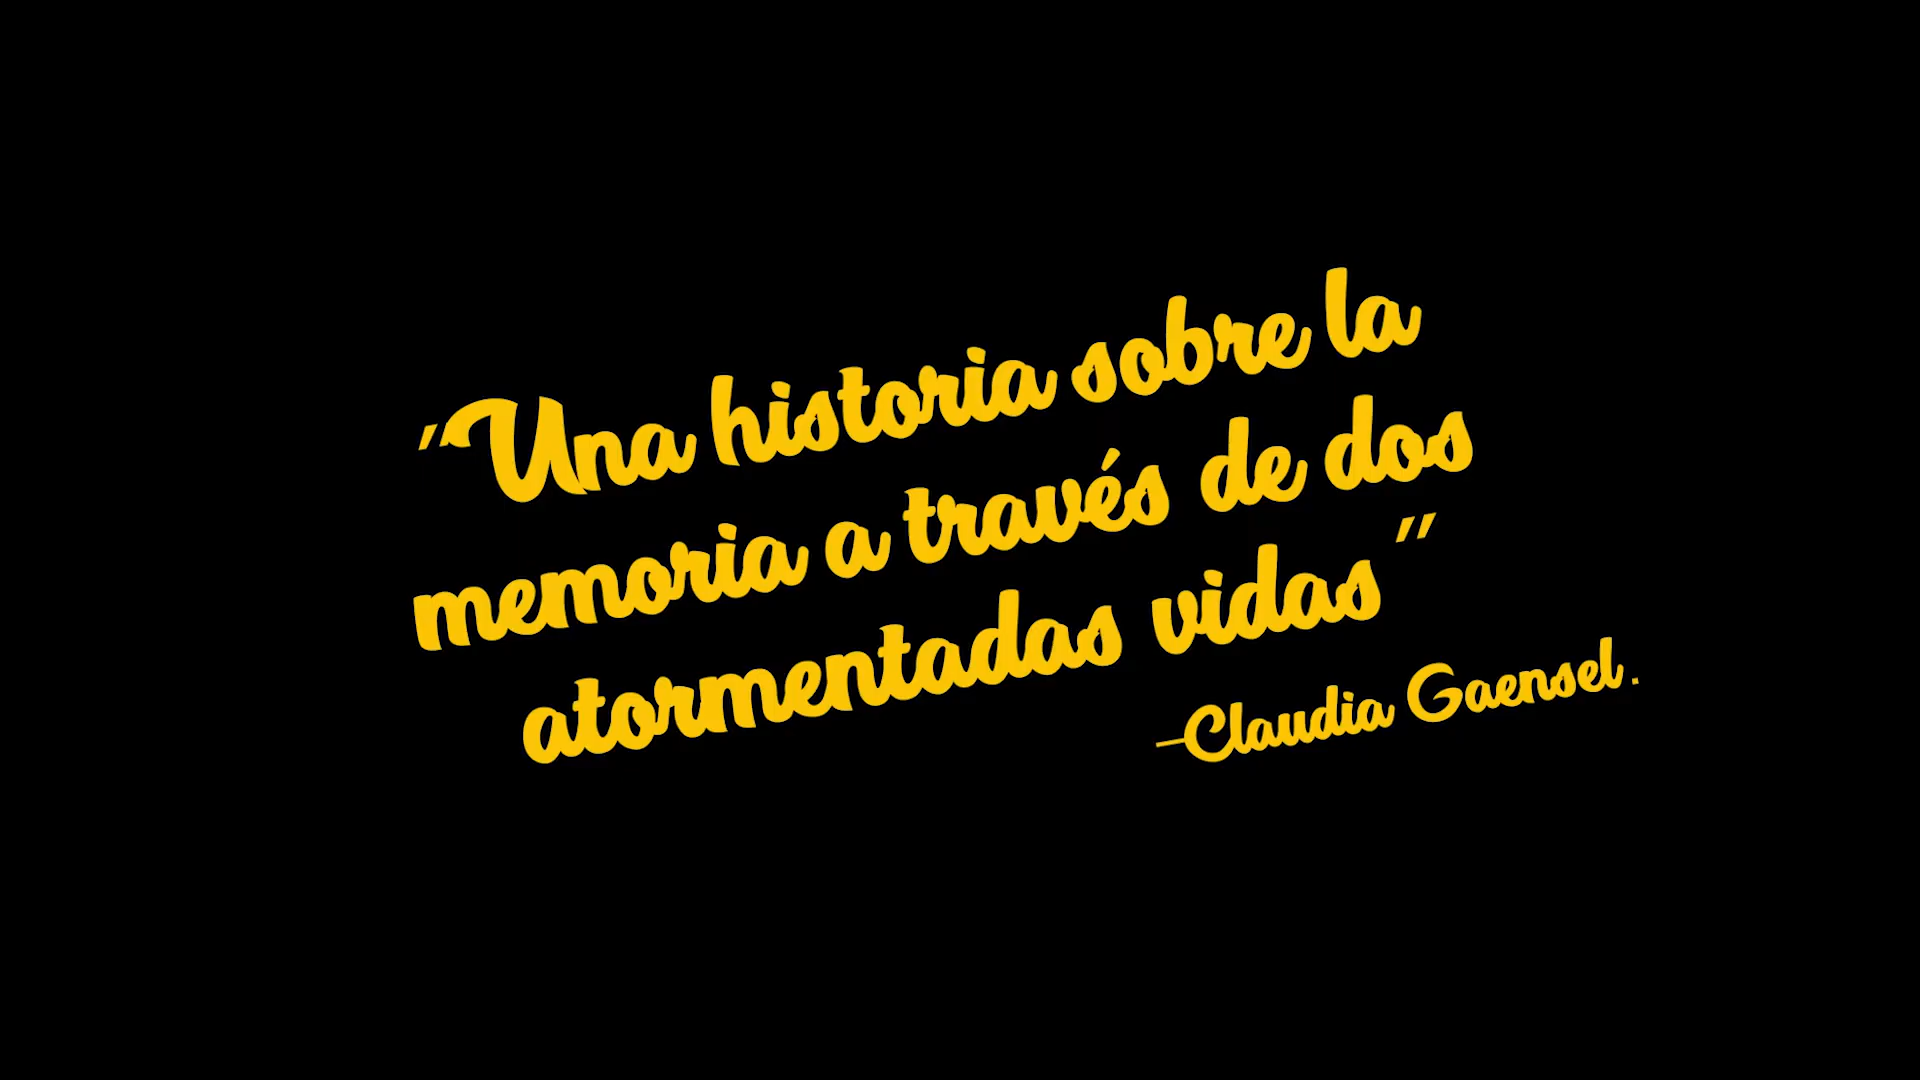 "Una historia sobre la
memoria a través de dos
atormentadas vidas"
—Claudia Gaensel.